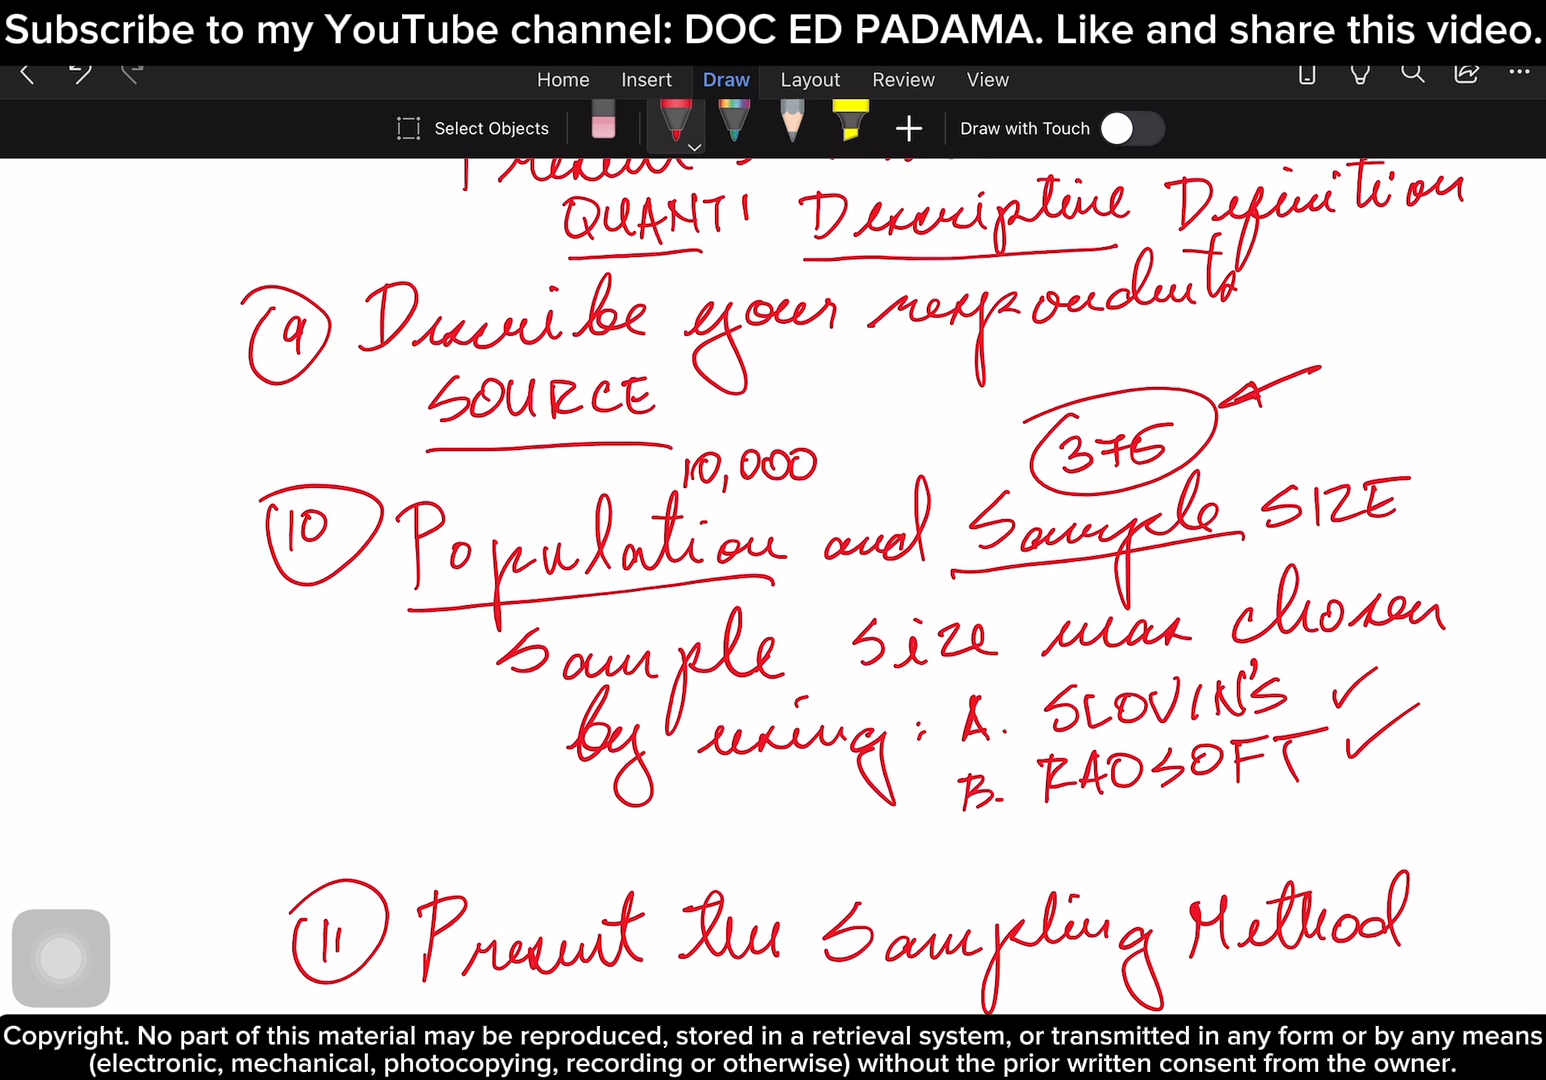 Subscribe to my YouTube channel: DOC ED PADAMA. Like and share this video.
Home Insert Draw Layout Review View
Select Objects Draw with Touch
Present
QUANTI Descriptive Definition
9 Describe your respondents
SOURCE
10,000 376
10 Population and Sample SIZE
Sample size was chosen
by using: A. SLOVIN'S ✓
B. RAOSOFT ✓
11 Present the Sampling Method
Copyright. No part of this material may be reproduced, stored in a retrieval system, or transmitted in any form or by any means
(electronic, mechanical, photocopying, recording or otherwise) without the prior written consent from the owner.